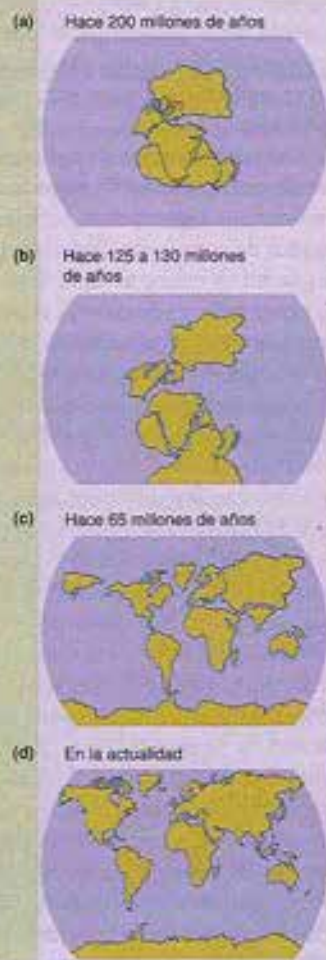 (a) Hace 200 millones de años
(b) Hace 125 a 130 millones
de años
(c) Hace 65 millones de años
(d) En la actualidad